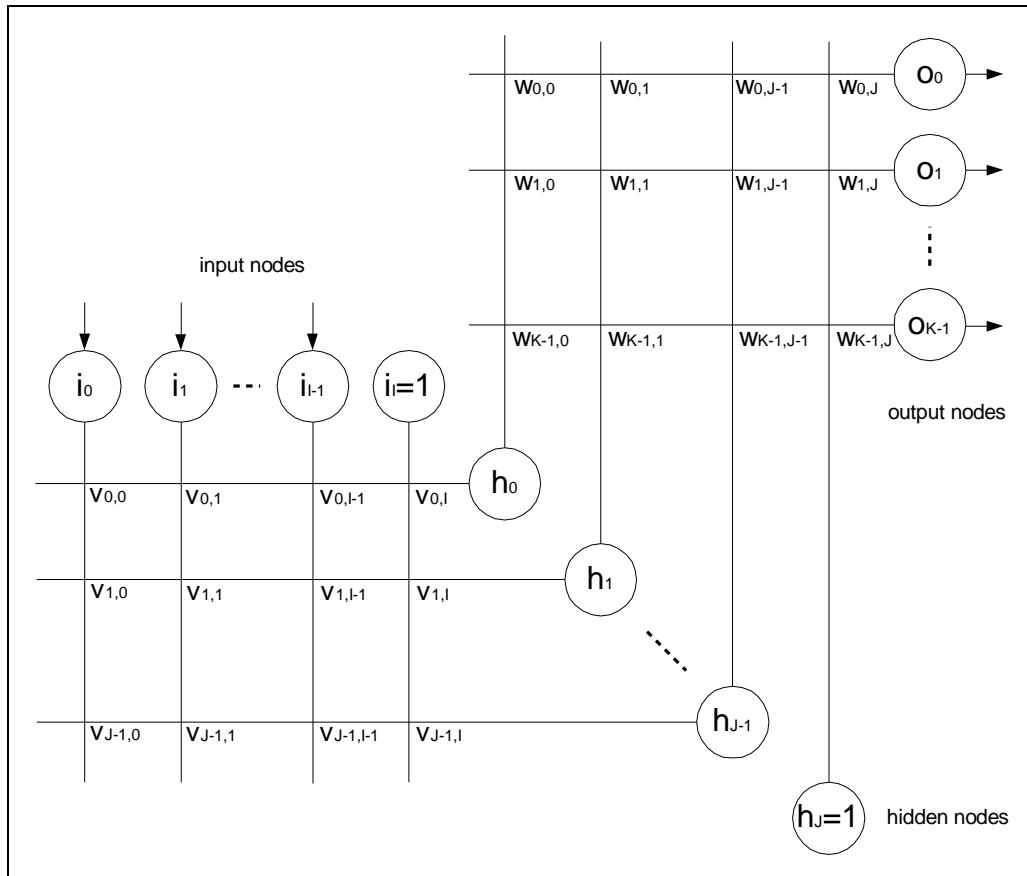 w0,0 w0,1 w0,J-1 w0,J o0
w1,0 w1,1 w1,J-1 w1,J o1
input nodes
wK-1,0 wK-1,1 wK-1,J-1 wK-1,J oK-1
i0 i1 iI-1 iI=1
output nodes
h0
v0,0 v0,1 v0,I-1 v0,I
h1
v1,0 v1,1 v1,I-1 v1,I
hJ-1
vJ-1,0 vJ-1,1 vJ-1,I-1 vJ-1,I
hJ=1 hidden nodes